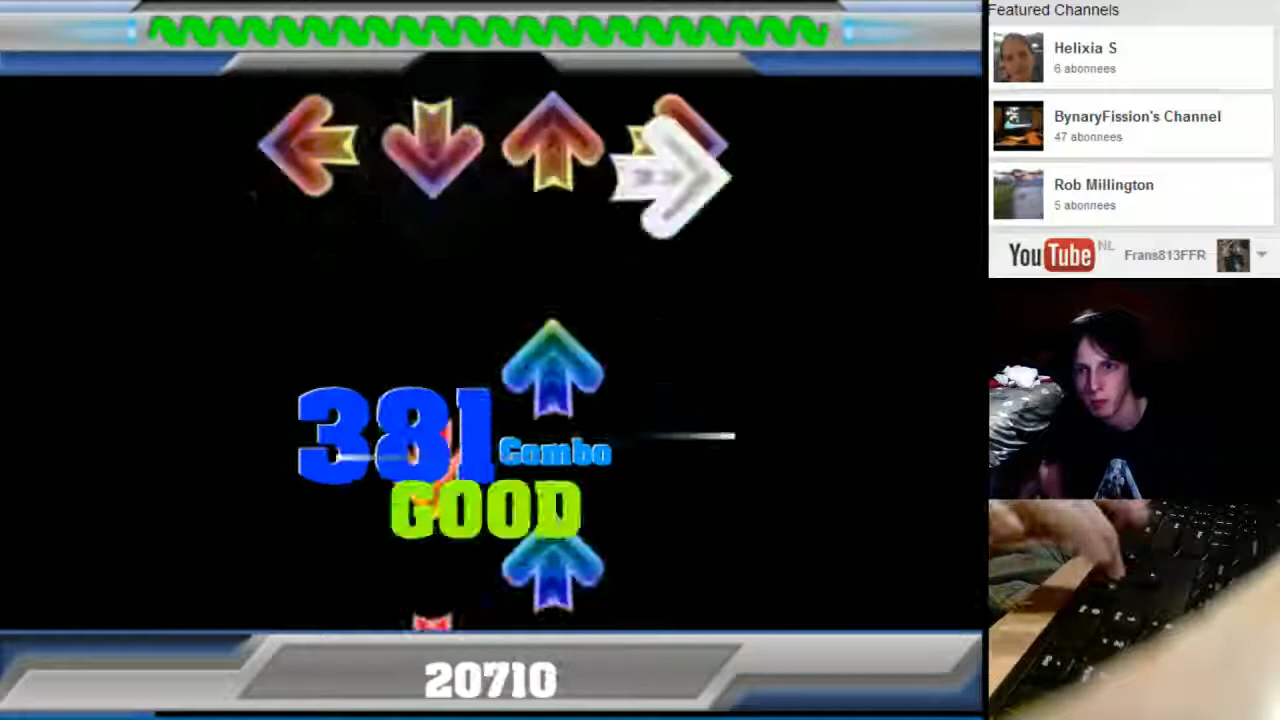 Featured Channels
Helixia S
6 abonnees
BynaryFission's Channel
47 abonnees
Rob Millington
5 abonnees
YouTube NL Frans813FFR
381 Combo
GOOD
20710